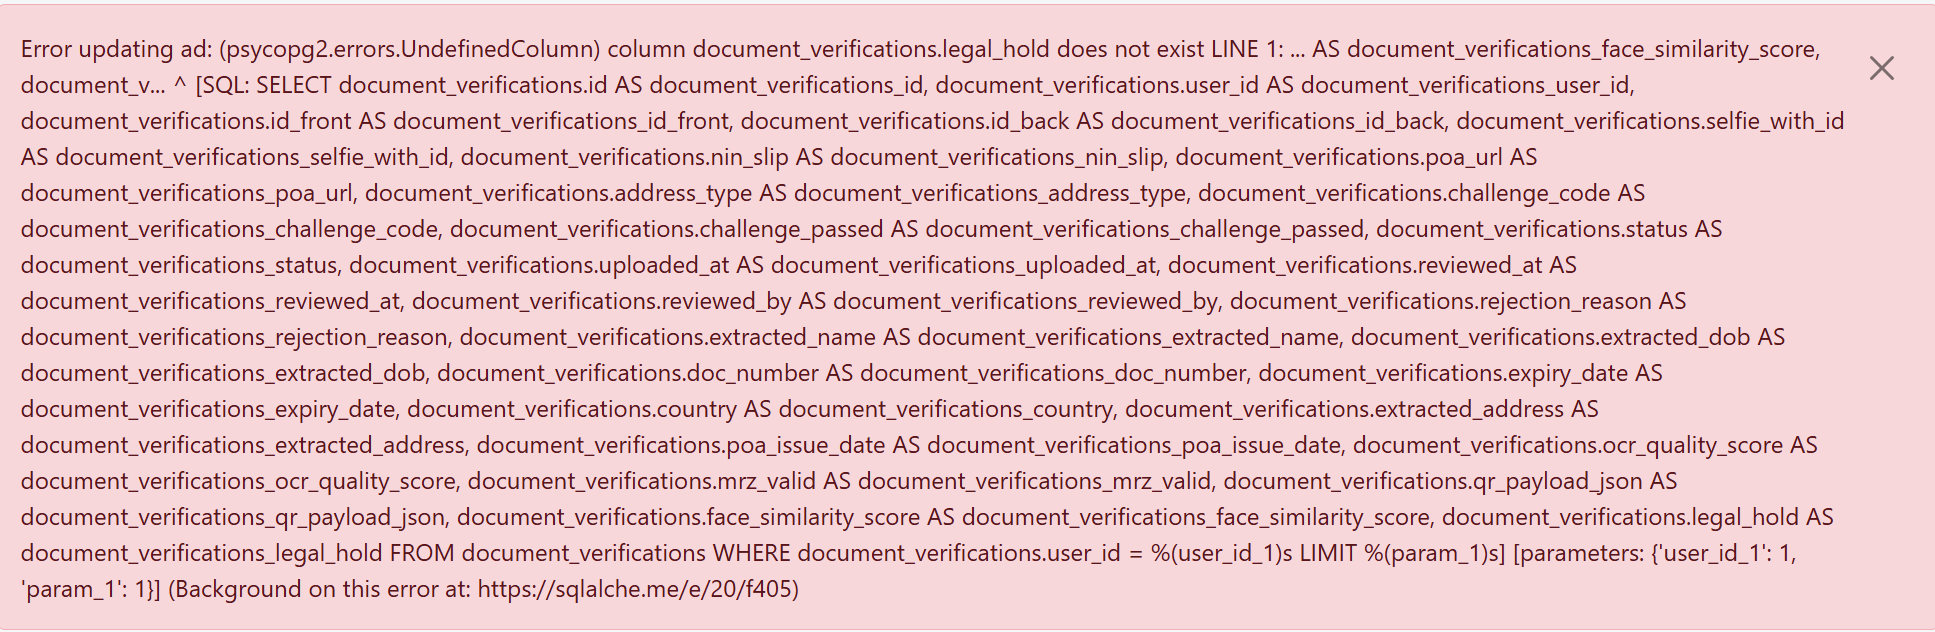 Error updating ad: (psycopg2.errors.UndefinedColumn) column document_verifications.legal_hold does not exist LINE 1: ... AS document_verifications_face_similarity_score,
document_v... ^ [SQL: SELECT document_verifications.id AS document_verifications_id, document_verifications.user_id AS document_verifications_user_id,
document_verifications.id_front AS document_verifications_id_front, document_verifications.id_back AS document_verifications_id_back, document_verifications.selfie_with_id
AS document_verifications_selfie_with_id, document_verifications.nin_slip AS document_verifications_nin_slip, document_verifications.poa_url AS
document_verifications_poa_url, document_verifications.address_type AS document_verifications_address_type, document_verifications.challenge_code AS
document_verifications_challenge_code, document_verifications.challenge_passed AS document_verifications_challenge_passed, document_verifications.status AS
document_verifications_status, document_verifications.uploaded_at AS document_verifications_uploaded_at, document_verifications.reviewed_at AS
document_verifications_reviewed_at, document_verifications.reviewed_by AS document_verifications_reviewed_by, document_verifications.rejection_reason AS
document_verifications_rejection_reason, document_verifications.extracted_name AS document_verifications_extracted_name, document_verifications.extracted_dob AS
document_verifications_extracted_dob, document_verifications.doc_number AS document_verifications_doc_number, document_verifications.expiry_date AS
document_verifications_expiry_date, document_verifications.country AS document_verifications_country, document_verifications.extracted_address AS
document_verifications_extracted_address, document_verifications.poa_issue_date AS document_verifications_poa_issue_date, document_verifications.ocr_quality_score AS
document_verifications_ocr_quality_score, document_verifications.mrz_valid AS document_verifications_mrz_valid, document_verifications.qr_payload_json AS
document_verifications_qr_payload_json, document_verifications.face_similarity_score AS document_verifications_face_similarity_score, document_verifications.legal_hold AS
document_verifications_legal_hold FROM document_verifications WHERE document_verifications.user_id = %(user_id_1)s LIMIT %(param_1)s] [parameters: {'user_id_1': 1,
'param_1': 1}] (Background on this error at: https://sqlalche.me/e/20/f405)